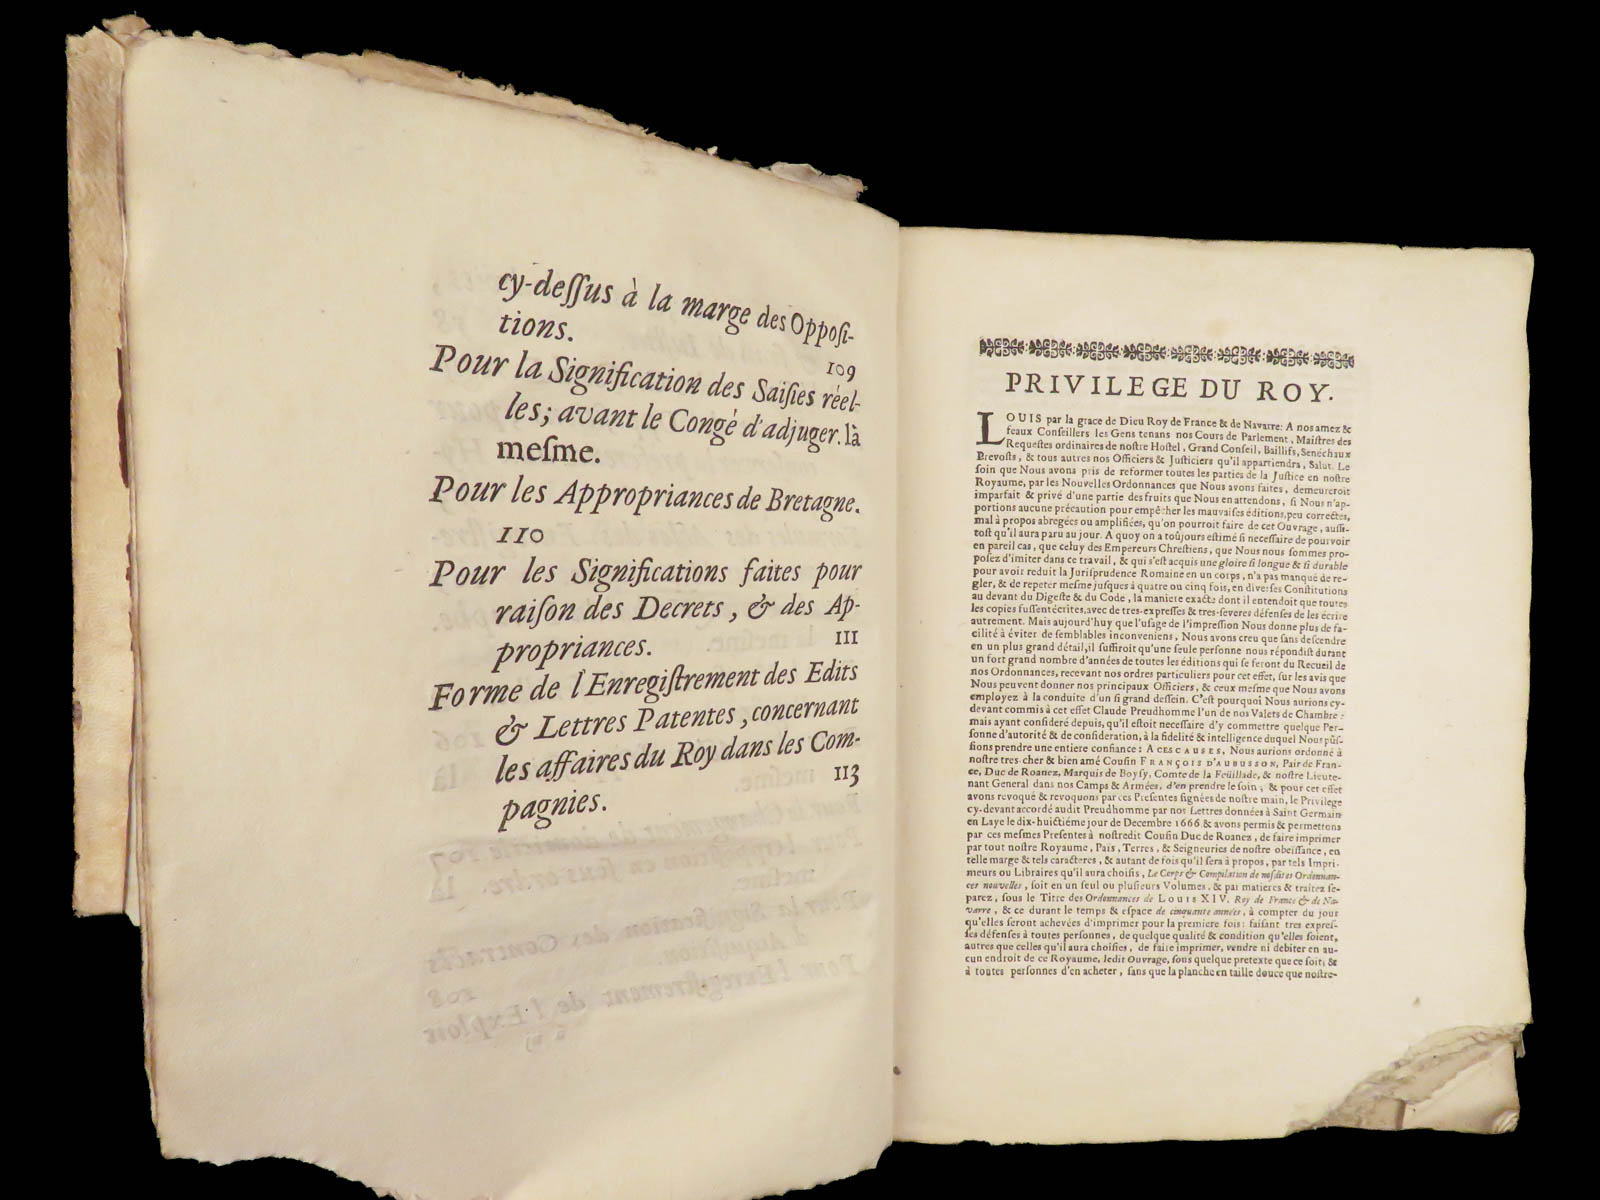 cy-deſſus à la marge des Oppoſi-
tions. 109
Pour la Signification des Saiſies réel-
les; avant le Congé d'adjuger. là
meſme.
Pour les Appropriances de Bretagne.
110
Pour les Significations faites pour
raiſon des Decrets, & des Ap-
propriances. 111
Forme de l'Enregiſtrement des Edits
& Lettres Patentes, concernant
les affaires du Roy dans les Com-
pagnies. 113
PRIVILEGE DU ROY.
LOUIS par la grace de Dieu Roy de France & de Navarre: A nos amez &
feaux Conſeillers les Gens tenans nos Cours de Parlement, Maiſtres des
Requeſtes ordinaires de noſtre Hoſtel, Grand Conſeil, Baillifs, Senéchaux
Prevoſts, & tous autres nos Officiers & Juſticiers qu'il appartiendra, Salut. Le
ſoin que Nous avons pris de reformer toutes les parties de la Juſtice en noſtre
Royaume, par les Nouvelles Ordonnances que Nous avons faites, demeureroit
imparfait & privé d'une partie des fruits que Nous en attendons, ſi Nous n'ap-
portions aucune précaution pour empêcher les mauvaiſes éditions, peu correctes,
mal à propos abregées ou amplifiées, qu'on pourroit faire de cet Ouvrage, auſſi-
toſt qu'il aura paru au jour. A quoy on a toûjours eſtimé ſi neceſſaire de pourvoir
en pareil cas, que celuy des Empereurs Chreſtiens, que Nous nous ſommes pro-
poſez d'imiter dans ce travail, & qui s'eſt acquis une gloire ſi longue & ſi durable
pour avoir reduit la Juriſprudence Romaine en un corps, n'a pas manqué de re-
gler, & de repeter meſme juſques à quatre ou cinq fois, en diverſes Conſtitutions
au devant du Digeſte & du Code, la maniere exacte dont il entendoit que toutes
les copies fuſſent écrites, avec de tres-expreſſes & tres-ſeveres défenſes de les écrire
autrement. Mais aujourd'huy que l'uſage de l'impreſſion Nous donne plus de fa-
cilité à éviter de ſemblables inconveniens, Nous avons creu que ſans deſcendre
en un plus grand détail, il ſuffiroit qu'une ſeule perſonne nous répondiſt durant
un fort grand nombre d'années de toutes les éditions qui ſe feront du Recueil de
nos Ordonnances, recevant nos ordres particuliers pour cet effet, ſur les avis que
Nous peuvent donner nos principaux Officiers, & ceux meſme que Nous avons
employez à la conduite d'un ſi grand deſſein. C'eſt pourquoi Nous aurions cy-
devant commis à cet effet Claude Preudhomme l'un de nos Valets de Chambre:
mais ayant conſideré depuis, qu'il eſtoit neceſſaire d'y commettre quelque Per-
ſonne d'autorité & de conſideration, à la fidelité & intelligence duquel Nous pûſ-
ſions prendre une entiere confiance: A CES CAUSES, Nous aurions ordonné à
noſtre tres-cher & bien amé Couſin FRANÇOIS D'AUBUSSON, Pair de Fran-
ce, Duc de Roanez, Marquis de Boyſy, Comte de la Feüillade, & noſtre Lieute-
nant General dans nos Camps & Armées, d'en prendre le ſoin; & pour cet effet
avons revoqué & revoquons par ces Preſentes ſignées de noſtre main, le Privilege
cy-devant accordé audit Preudhomme par nos Lettres données à Saint Germain
en Laye le dix-huictiéme jour de Decembre 1666 & avons permis & permettons
par ces meſmes Preſentes à noſtredit Couſin Duc de Roanez, de faire imprimer
par tout noſtre Royaume, Païs, Terres, & Seigneuries de noſtre obeïſſance, en
telle marge & tels caracteres, & autant de fois qu'il ſera à propos, par tels Impri-
meurs ou Libraires qu'il aura choiſis, Le Corps & Compilation de noſdites Ordonnan-
ces nouvelles, ſoit en un ſeul ou pluſieurs Volumes, & par matieres & traitez ſe-
parez, ſous le Titre des Ordonnances de LOUIS XIV. Roy de France & de Na-
varre, & ce durant le temps & eſpace de cinquante années, à compter du jour
qu'elles ſeront achevées d'imprimer pour la premiere fois: faiſant tres expreſ-
ſes défenſes à toutes perſonnes, de quelque qualité & condition qu'elles ſoient,
autres que celles qu'il aura choiſies, de faire imprimer, vendre ni debiter en au-
cun endroit de ce Royaume, ledit Ouvrage, ſous quelque pretexte que ce ſoit; &
à toutes perſonnes d'en acheter, ſans que la planche en taille douce que noſtre-